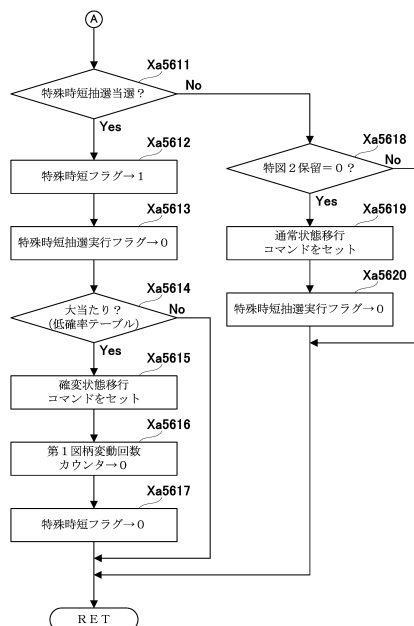 A
Xa5611
特殊時短抽選当選？
No
Yes
Xa5612
特殊時短フラグ→1
Xa5613
特殊時短抽選実行フラグ→0
Xa5614
大当たり？
(低確率テーブル)
No
Yes
Xa5615
確変状態移行
コマンドをセット
Xa5616
第1図柄変動回数
カウンタ→0
Xa5617
特殊時短フラグ→0
Xa5618
特図2保留＝0？
No
Yes
Xa5619
通常状態移行
コマンドをセット
Xa5620
特殊時短抽選実行フラグ→0
RET